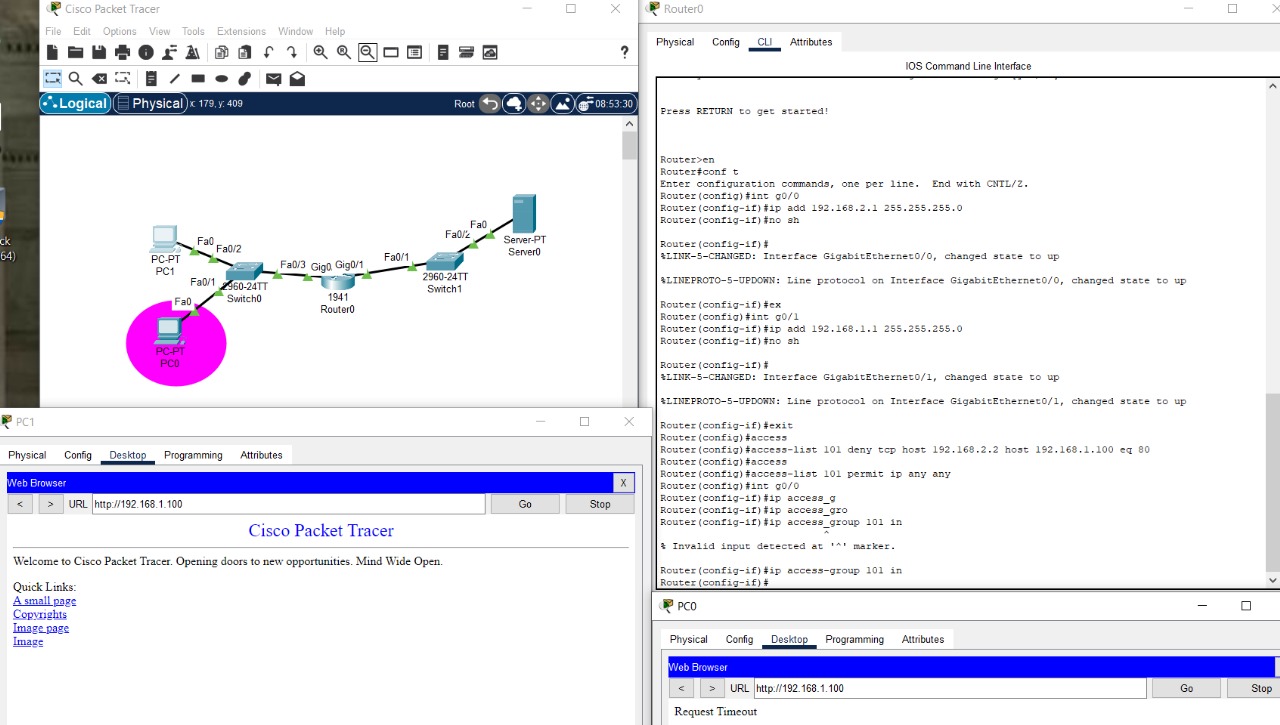 Cisco Packet Tracer
File Edit Options View Tools Extensions Window Help
?
Logical Physical x: 179, y: 409 Root 08:53:30
Fa0
Fa0/2
PC-PT
PC1
Fa0/1
Fa0
PC-PT
PC0
2960-24TT
Switch0
Fa0/3
Gig0/1
1941
Router0
Fa0/1
2960-24TT
Switch1
Fa0/2
Fa0
Server-PT
Server0
ck
64)
PC1
Physical Config Desktop Programming Attributes
Web Browser X
< > URL http://192.168.1.100 Go Stop
Cisco Packet Tracer
Welcome to Cisco Packet Tracer. Opening doors to new opportunities. Mind Wide Open.
Quick Links:
A small page
Copyrights
Image page
Image
Router0
Physical Config CLI Attributes
IOS Command Line Interface
Press RETURN to get started!
Router>en
Router#conf t
Enter configuration commands, one per line.  End with CNTL/Z.
Router(config)#int g0/0
Router(config-if)#ip add 192.168.2.1 255.255.255.0
Router(config-if)#no sh
Router(config-if)#
%LINK-5-CHANGED: Interface GigabitEthernet0/0, changed state to up
%LINEPROTO-5-UPDOWN: Line protocol on Interface GigabitEthernet0/0, changed state to up
Router(config-if)#ex
Router(config)#int g0/1
Router(config-if)#ip add 192.168.1.1 255.255.255.0
Router(config-if)#no sh
Router(config-if)#
%LINK-5-CHANGED: Interface GigabitEthernet0/1, changed state to up
%LINEPROTO-5-UPDOWN: Line protocol on Interface GigabitEthernet0/1, changed state to up
Router(config-if)#exit
Router(config)#access
Router(config)#access-list 101 deny tcp host 192.168.2.2 host 192.168.1.100 eq 80
Router(config)#access
Router(config)#access-list 101 permit ip any any
Router(config)#int g0/0
Router(config-if)#ip access_g
Router(config-if)#ip access_gro
Router(config-if)#ip access_group 101 in
^
% Invalid input detected at '^' marker.
Router(config-if)#ip access-group 101 in
Router(config-if)#
PC0
Physical Config Desktop Programming Attributes
Web Browser
< > URL http://192.168.1.100 Go Stop
Request Timeout